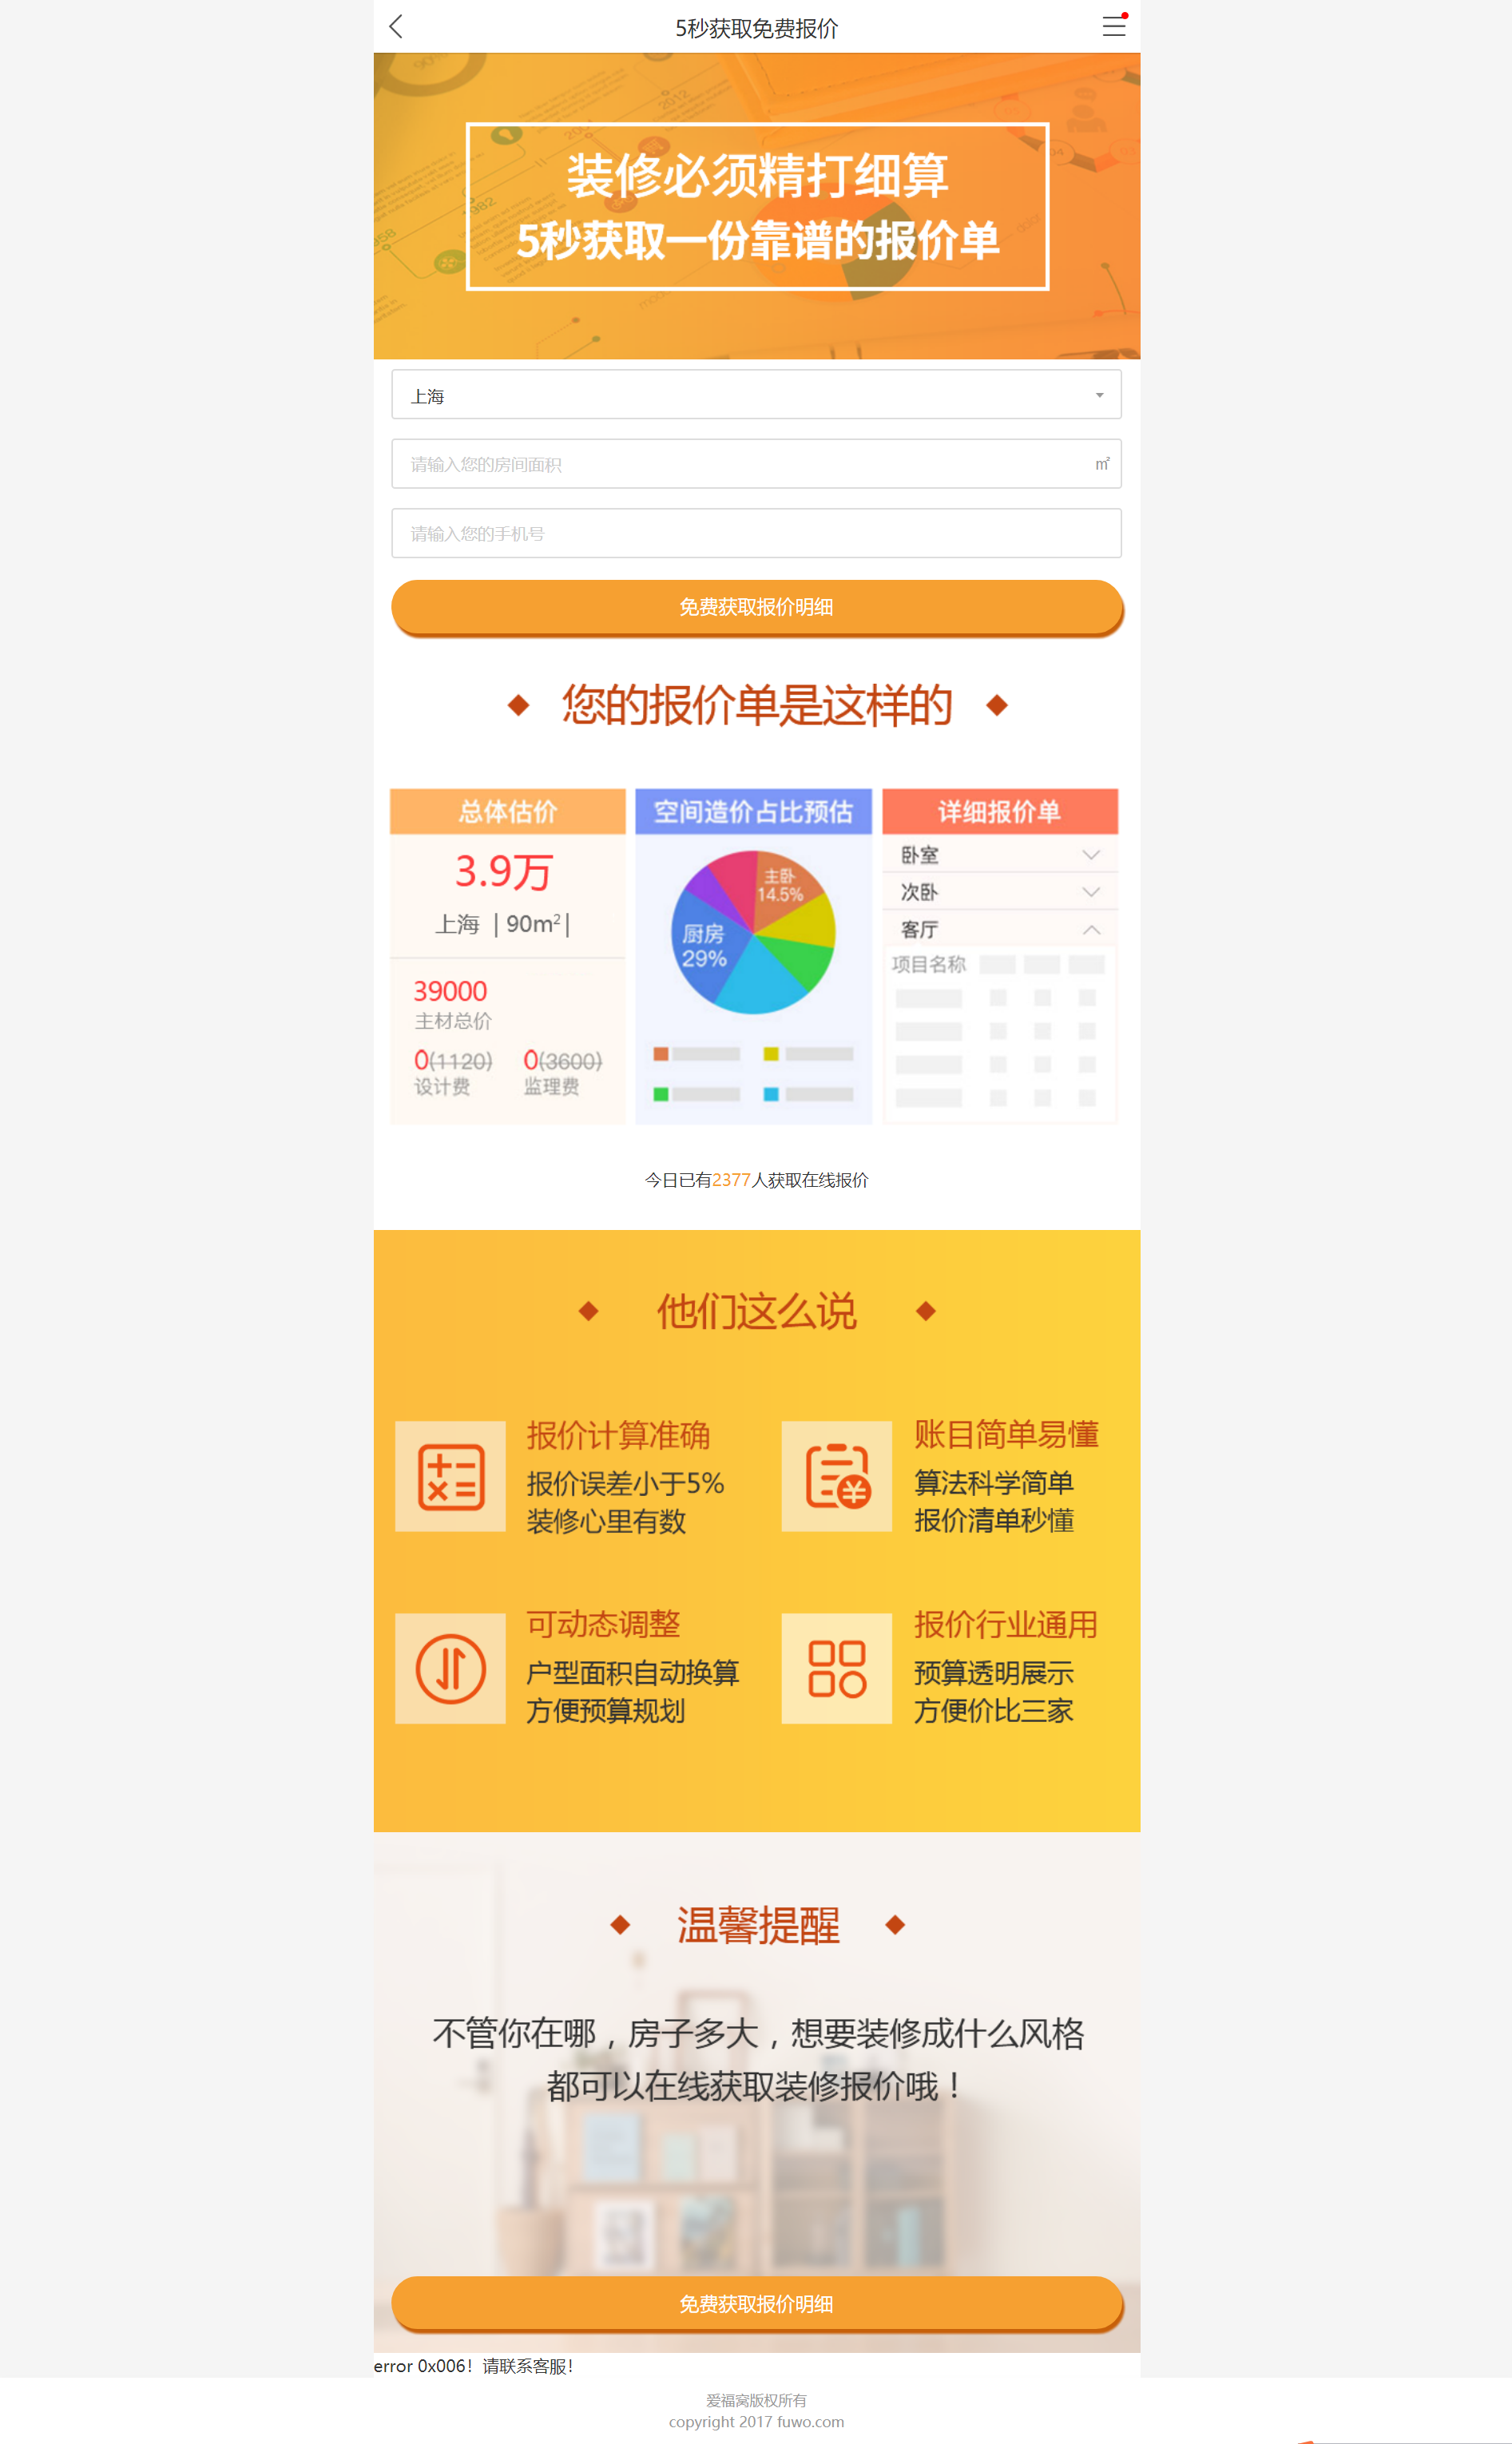 5秒获取免费报价
装修必须精打细算
5秒获取一份靠谱的报价单
上海
请输入您的房间面积 ㎡
请输入您的手机号
免费获取报价明细
您的报价单是这样的
总体估价
3.9万
上海 | 90m²|
39000
主材总价
0(1120) 0(3600)
设计费 监理费
空间造价占比预估
主卧
14.5%
厨房
29%
详细报价单
卧室
次卧
客厅
项目名称
今日已有2377人获取在线报价
他们这么说
报价计算准确
报价误差小于5%
装修心里有数
账目简单易懂
算法科学简单
报价清单秒懂
可动态调整
户型面积自动换算
方便预算规划
报价行业通用
预算透明展示
方便价比三家
温馨提醒
不管你在哪，房子多大，想要装修成什么风格
都可以在线获取装修报价哦！
免费获取报价明细
error 0x006！请联系客服！
爱福窝版权所有
copyright 2017 fuwo.com